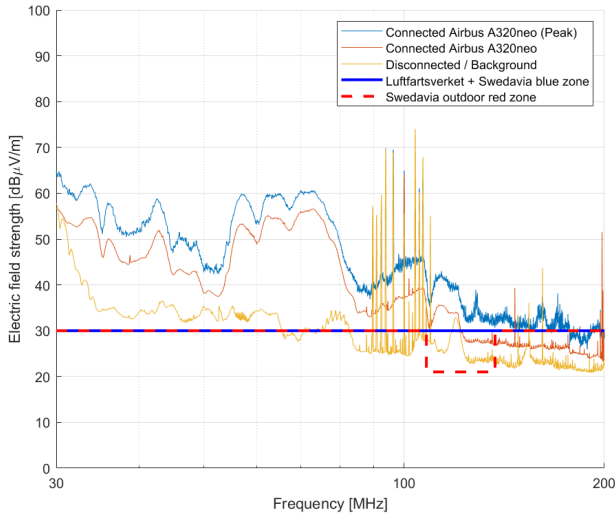 100
90
80
70
60
50
40
30
20
10
0
Electric field strength [dBμV/m]
Connected Airbus A320neo (Peak)
Connected Airbus A320neo
Disconnected / Background
Luftfartsverket + Swedavia blue zone
Swedavia outdoor red zone
30 100 200
Frequency [MHz]